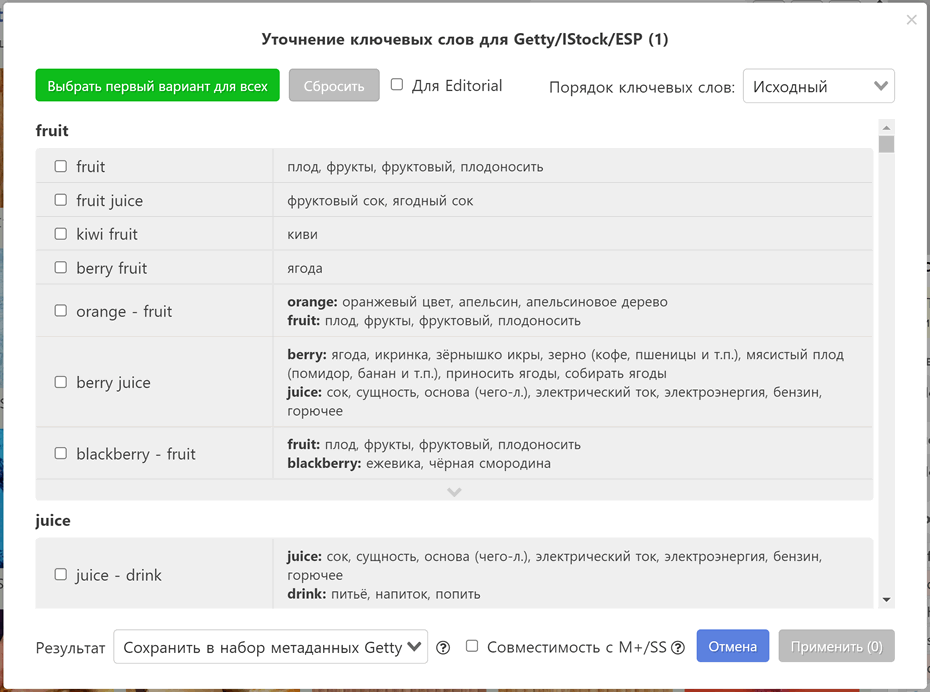 Уточнение ключевых слов для Getty/IStock/ESP (1)
Выбрать первый вариант для всех
Сбросить
Для Editorial
Порядок ключевых слов:
Исходный
fruit
fruit
плод, фрукты, фруктовый, плодоносить
fruit juice
фруктовый сок, ягодный сок
kiwi fruit
киви
berry fruit
ягода
orange - fruit
orange: оранжевый цвет, апельсин, апельсиновое дерево
fruit: плод, фрукты, фруктовый, плодоносить
berry juice
berry: ягода, икринка, зёрнышко икры, зерно (кофе, пшеницы и т.п.), мясистый плод
(помидор, банан и т.п.), приносить ягоды, собирать ягоды
juice: сок, сущность, основа (чего-л.), электрический ток, электроэнергия, бензин,
горючее
blackberry - fruit
fruit: плод, фрукты, фруктовый, плодоносить
blackberry: ежевика, чёрная смородина
juice
juice - drink
juice: сок, сущность, основа (чего-л.), электрический ток, электроэнергия, бензин,
горючее
drink: питьё, напиток, попить
Результат
Сохранить в набор метаданных Getty
Совместимость с M+/SS
Отмена
Применить (0)